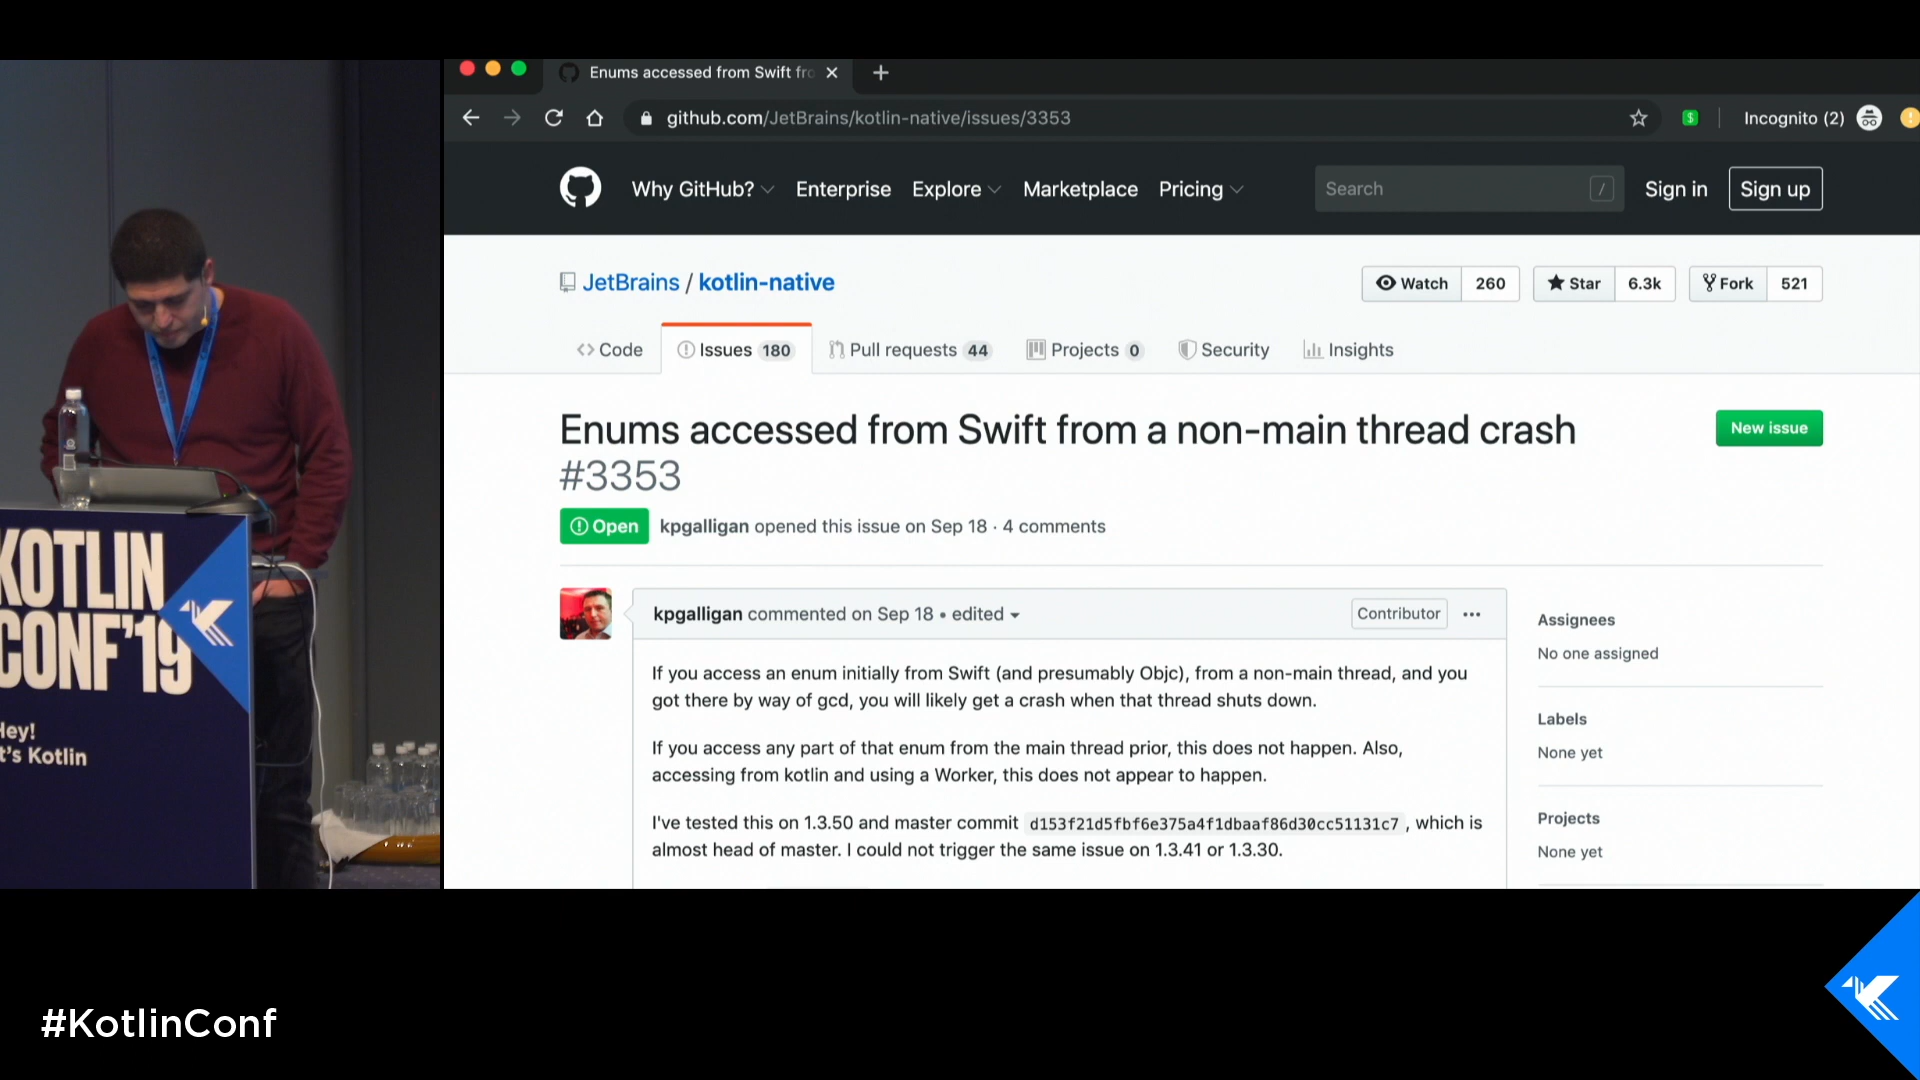 Enums accessed from Swift fro
github.com/JetBrains/kotlin-native/issues/3353
Incognito (2)
Why GitHub? Enterprise Explore Marketplace Pricing
Search /
Sign in
Sign up
JetBrains / kotlin-native
Watch 260
Star 6.3k
Fork 521
Code
Issues 180
Pull requests 44
Projects 0
Security
Insights
Enums accessed from Swift from a non-main thread crash
#3353
New issue
Open
kpgalligan opened this issue on Sep 18 · 4 comments
kpgalligan commented on Sep 18 • edited
Contributor
If you access an enum initially from Swift (and presumably Objc), from a non-main thread, and you
got there by way of gcd, you will likely get a crash when that thread shuts down.
If you access any part of that enum from the main thread prior, this does not happen. Also,
accessing from kotlin and using a Worker, this does not appear to happen.
I've tested this on 1.3.50 and master commit d153f21d5fbf6e375a4f1dbaaf86d30cc51131c7 , which is
almost head of master. I could not trigger the same issue on 1.3.41 or 1.3.30.
Assignees
No one assigned
Labels
None yet
Projects
None yet
KOTLIN
CONF'19
Hey!
t's Kotlin
#KotlinConf